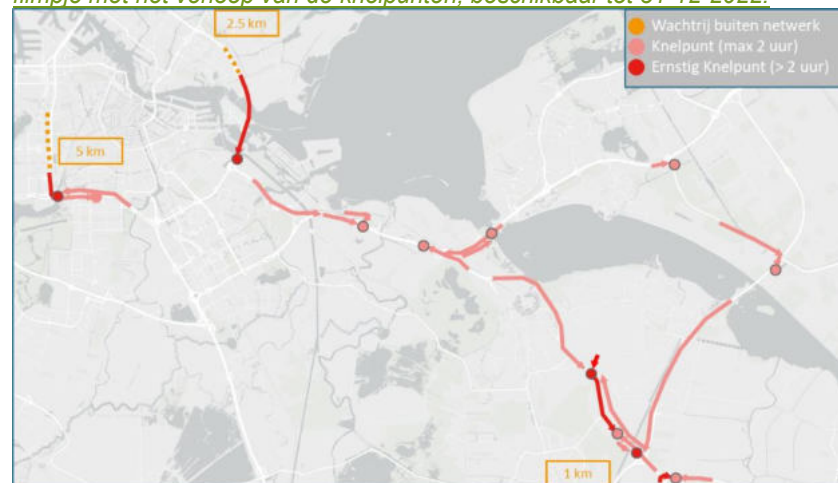 filmpje met het verloop van de knelpunten, beschikbaar tot 31-12-2022.
Wachtrij buiten netwerk
Knelpunt (max 2 uur)
Ernstig Knelpunt (> 2 uur)
2.5 km
5 km
1 km